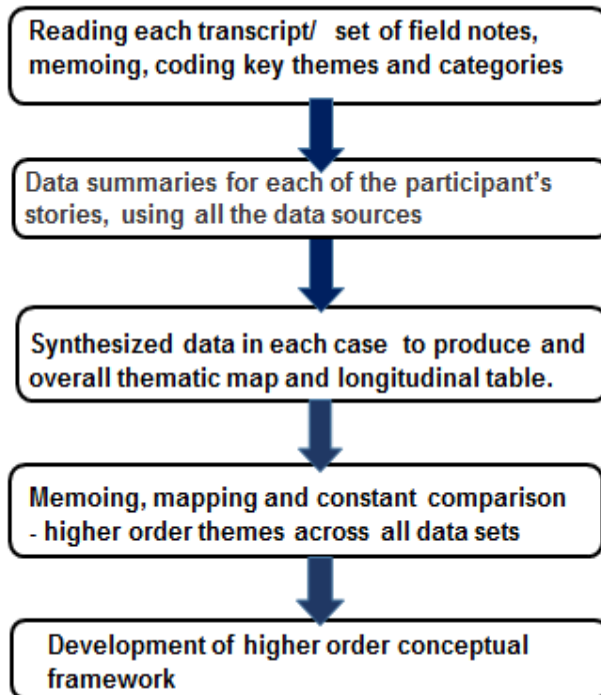 Reading each transcript/ set of field notes,
memoing, coding key themes and categories
Data summaries for each of the participant's
stories, using all the data sources
Synthesized data in each case to produce and
overall thematic map and longitudinal table.
Memoing, mapping and constant comparison
- higher order themes across all data sets
Development of higher order conceptual
framework